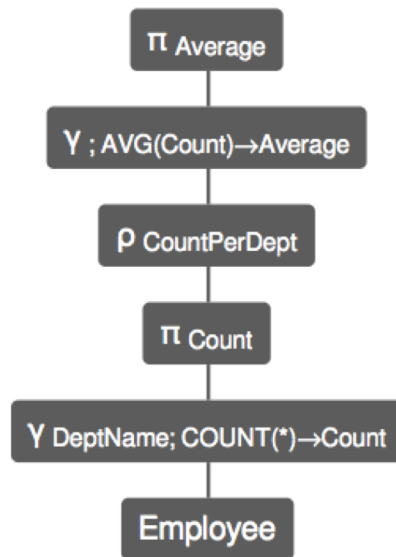 π Average
γ ; AVG(Count)→Average
ρ CountPerDept
π Count
γ DeptName; COUNT(*)→Count
Employee